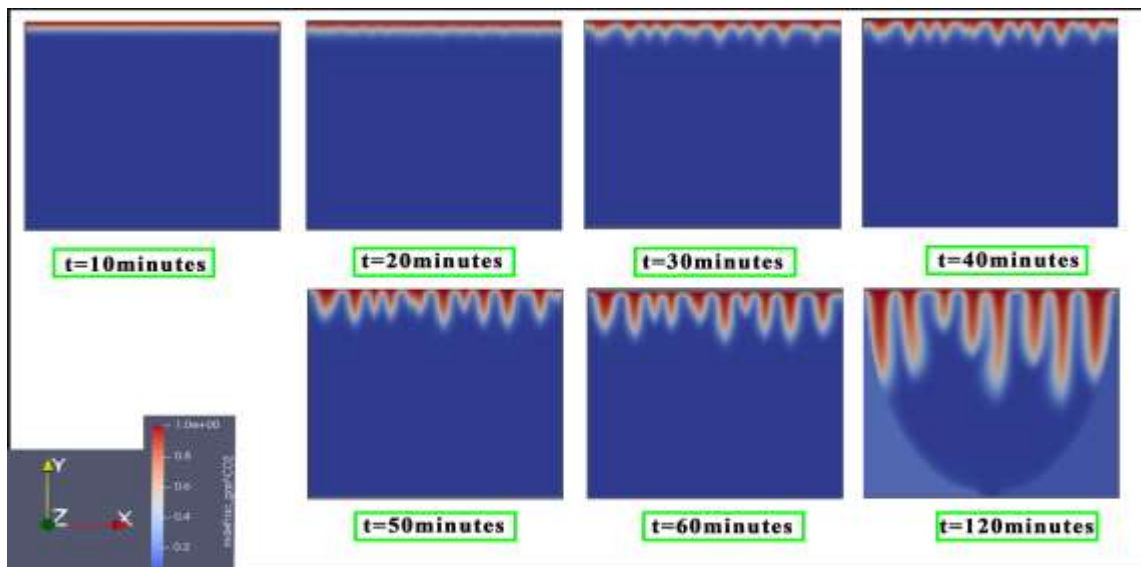 t=10minutes
t=20minutes
t=30minutes
t=40minutes
t=50minutes
t=60minutes
t=120minutes
Y
Z
X
1.0e+00
0.8
0.6
0.4
0.2